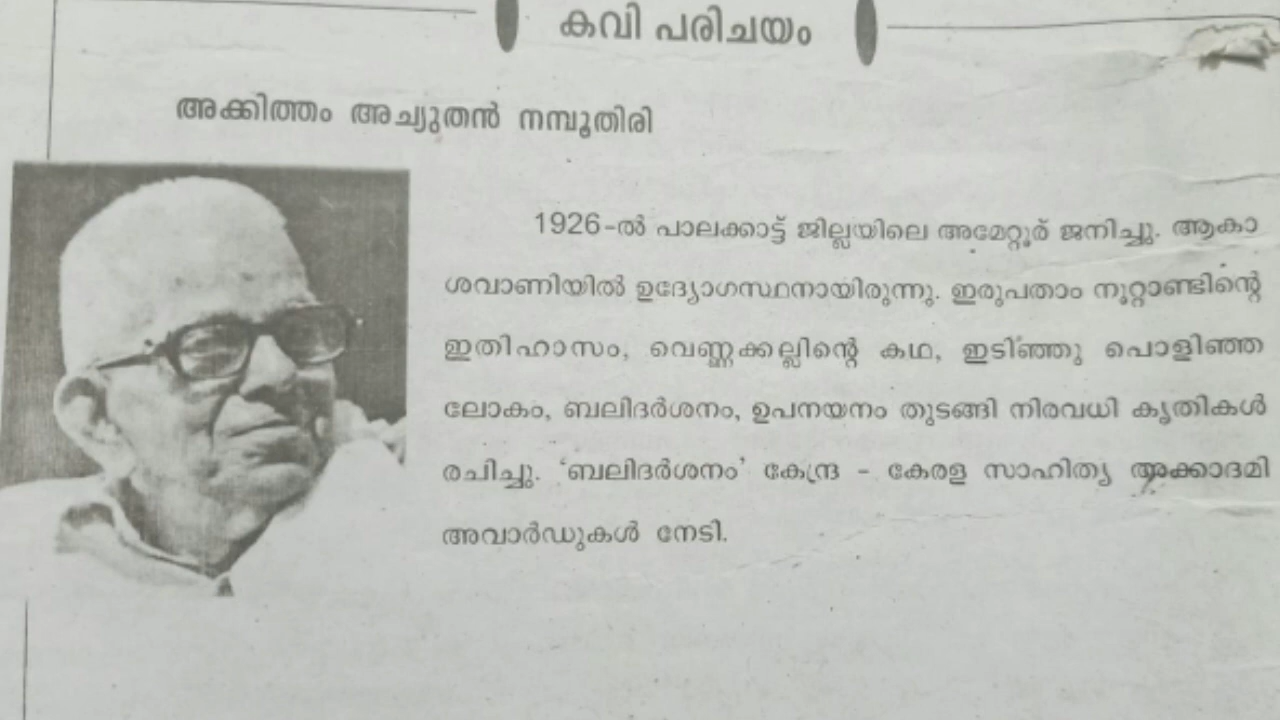 കവി പരിചയം
അക്കിത്തം അച്യുതൻ നമ്പൂതിരി
1926-ൽ പാലക്കാട്ട് ജില്ലയിലെ അമേറ്റൂർ ജനിച്ചു. ആകാ
ശവാണിയിൽ ഉദ്യോഗസ്ഥനായിരുന്നു. ഇരുപതാം നൂറ്റാണ്ടിന്റെ
ഇതിഹാസം, വെണ്ണക്കല്ലിന്റെ കഥ, ഇടിഞ്ഞു പൊളിഞ്ഞ
ലോകം, ബലിദർശനം, ഉപനയനം തുടങ്ങി നിരവധി കൃതികൾ
രചിച്ചു. 'ബലിദർശനം' കേന്ദ്ര - കേരള സാഹിത്യ അക്കാദമി
അവാർഡുകൾ നേടി.